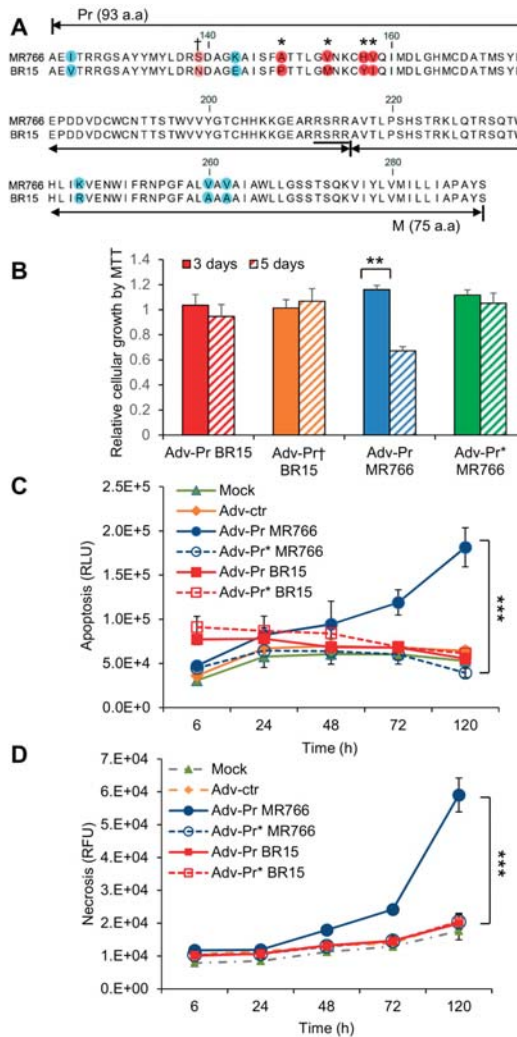 A
Pr (93 a.a)
140 160
† * * **
MR766 AEITRRGSAYYMYLDRSDAGKAISFATTLGVNKCHVQIMDLGHMCDATMSY
BR15 AEVTRRGSAYYMYLDRNDAGEAISFPTTLGMNKCYIQIMDLGHMCDATMSY
200 220
MR766 EPDDVDCWCNTTSTWVVYGTCHHKKGEARRSRRAVTLPSHSTRKLQTRSQTW
BR15 EPDDVDCWCNTTSTWVVYGTCHHKKGEARRSRRAVTLPSHSTRKLQTRSQTW
260 280
MR766 HLIKVENWIFRNPGFALVAVAIAWLLGSSTSQKVIYLVMILLIAPAYS
BR15 HLIRVENWIFRNPGFALAAAAIAWLLGSSTSQKVIYLVMILLIAPAYS
M (75 a.a)
B
Relative cellular growth by MTT
1.4
1.2
1
0.8
0.6
0.4
0.2
0
3 days 5 days
**
Adv-Pr BR15
Adv-Pr†
BR15
Adv-Pr
MR766
Adv-Pr*
MR766
C
Apoptosis (RLU)
2.5E+5
2.0E+5
1.5E+5
1.0E+5
5.0E+4
0.0E+0
Mock
Adv-ctr
Adv-Pr MR766
Adv-Pr* MR766
Adv-Pr BR15
Adv-Pr* BR15
***
6 24 48 72 120
Time (h)
D
Necrosis (RFU)
7.E+04
6.E+04
5.E+04
4.E+04
3.E+04
2.E+04
1.E+04
0.E+00
Mock
Adv-ctr
Adv-Pr MR766
Adv-Pr* MR766
Adv-Pr BR15
Adv-Pr* BR15
***
6 24 48 72 120
Time (h)